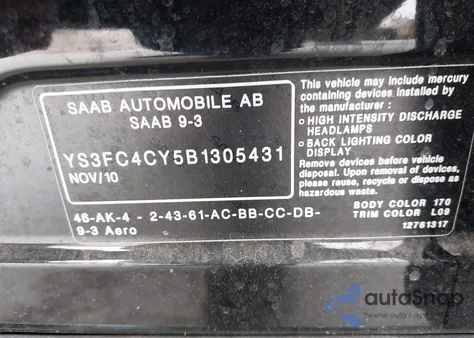 SAAB AUTOMOBILE AB
SAAB 9-3
YS3FC4CY5B1305431
NOV/10
46-AK-4 - 2-43-61-AC-BB-CC-DB-
9-3 Aero
This vehicle may include mercury
containing devices installed by
the manufacturer:
○ HIGH INTENSITY DISCHARGE
HEADLAMPS
○ BACK LIGHTING COLOR
DISPLAY
Remove devices before vehicle
disposal. Upon removal of devices
please reuse, recycle or dispose as
hazardous waste.
BODY COLOR 170
TRIM COLOR L09
12761317
autoSnap
Pewne auta z aukcji